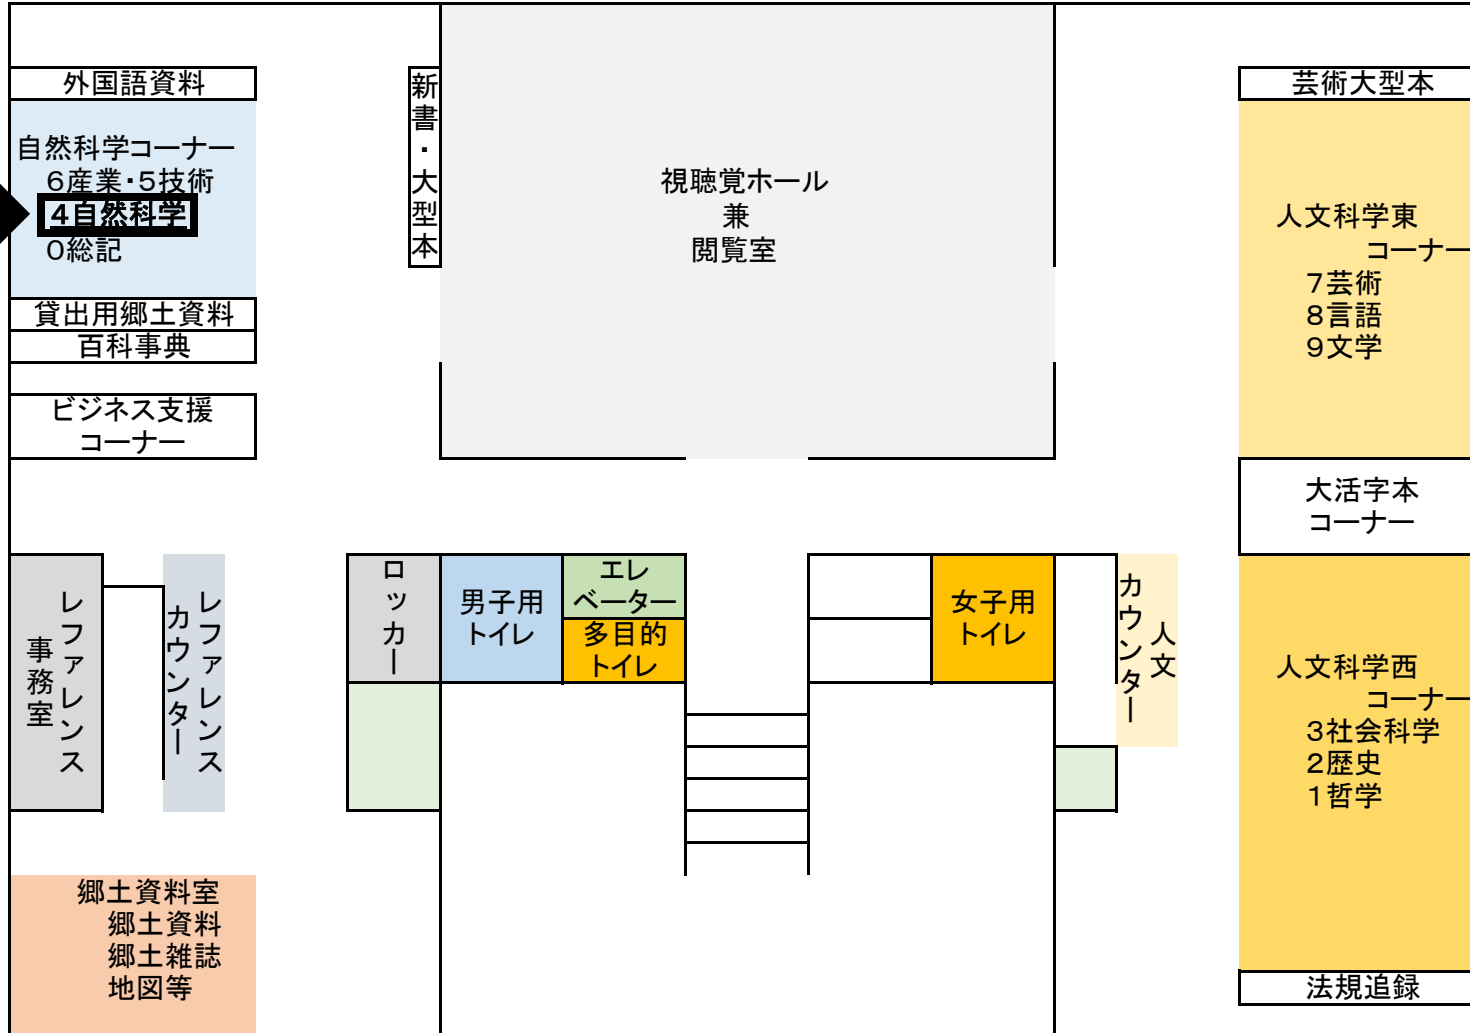 外国語資料
自然科学コーナー
6産業・5技術
4自然科学
0総記
貸出用郷土資料
百科事典
ビジネス支援
コーナー
新書・大型本
視聴覚ホール
兼
閲覧室
芸術大型本
人文科学東
コーナー
7芸術
8言語
9文学
大活字本
コーナー
レファレンス
事務室
レファレンス
カウンター
ロッカー
男子用
トイレ
エレ
ベーター
多目的
トイレ
女子用
トイレ
人文
カウンター
人文科学西
コーナー
3社会科学
2歴史
1哲学
郷土資料室
郷土資料
郷土雑誌
地図等
法規追録